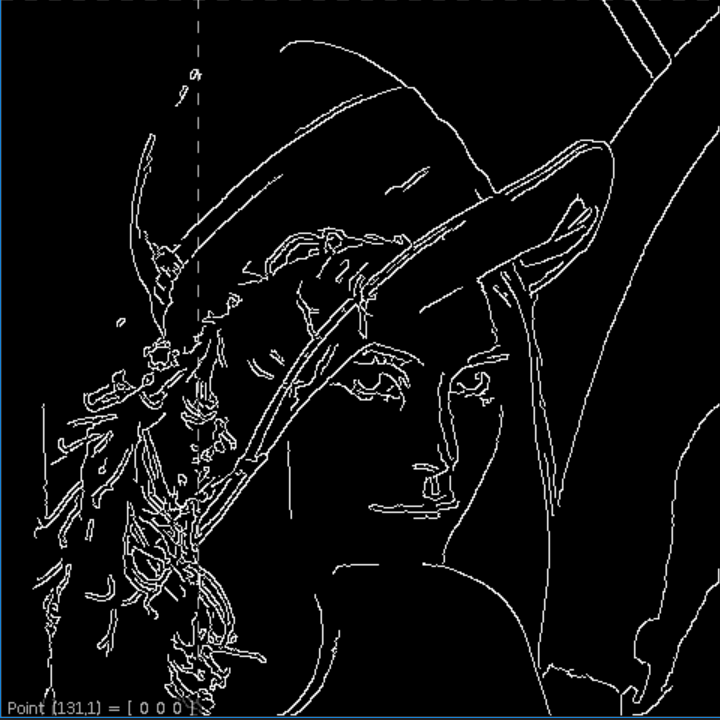 Point (131,1) = [ 0 0 0 ]